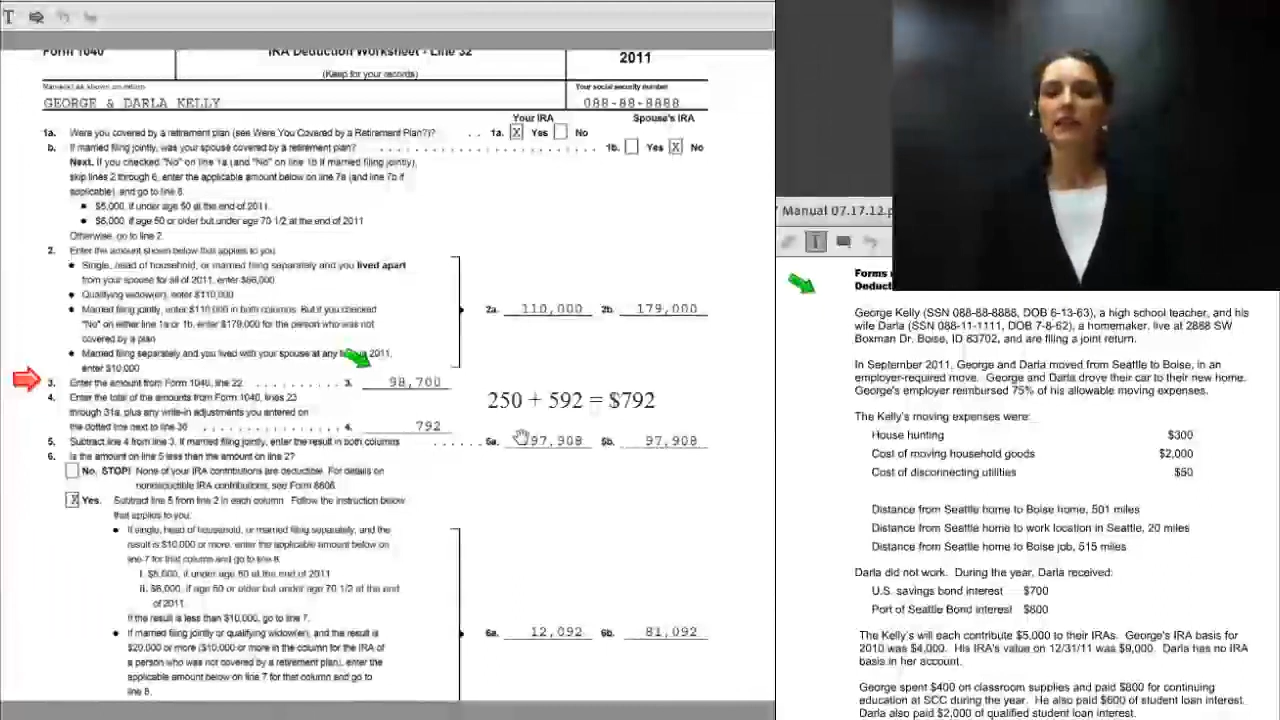 Form 1040
IRA Deduction Worksheet - Line 32
(Keep for your records)
2011
Name(s) as shown on return
Your social security number
GEORGE & DARLA KELLY
088-88-8888
Your IRA
Spouse's IRA
1a. Were you covered by a retirement plan (see Were You Covered by a Retirement Plan?)? . . 1a. X Yes No
b. If married filing jointly, was your spouse covered by a retirement plan? . . . . . . . . . . . . . . . . . . . . . . . . 1b. Yes X No
Next. If you checked "No" on line 1a (and "No" on line 1b if married filing jointly),
skip lines 2 through 6, enter the applicable amount below on line 7a (and line 7b if
applicable), and go to line 8.
• $5,000, if under age 50 at the end of 2011.
• $6,000, if age 50 or older but under age 70 1/2 at the end of 2011
Otherwise, go to line 2.
2. Enter the amount shown below that applies to you
• Single, head of household, or married filing separately and you lived apart
from your spouse for all of 2011, enter $66,000
• Qualifying widow(er), enter $110,000
• Married filing jointly, enter $110,000 in both columns. But if you checked
"No" on either line 1a or 1b, enter $179,000 for the person who was not
covered by a plan
2a. 110,000 2b. 179,000
• Married filing separately and you lived with your spouse at any 2011,
enter $10,000
3. Enter the amount from Form 1040, line 22 . . . . . . . . . . . . . 3. 98,700
4. Enter the total of the amounts from Form 1040, lines 23
through 31a, plus any write-in adjustments you entered on
the dotted line next to line 36 . . . . . . . . . . . . . . . . . . . . 4. 792
250 + 592 = $792
5. Subtract line 4 from line 3. If married filing jointly, enter the result in both columns . . . . . . . 5a. 97,908 5b. 97,908
6. Is the amount on line 5 less than the amount on line 2?
No. STOP! None of your IRA contributions are deductible. For details on
nondeductible IRA contributions, see Form 8606.
X Yes. Subtract line 5 from line 2 in each column. Follow the instruction below
that applies to you.
• If single, head of household, or married filing separately, and the
result is $10,000 or more, enter the applicable amount below on
line 7 for that column and go to line 8.
i. $5,000, if under age 50 at the end of 2011
ii. $6,000, if age 50 or older but under age 70 1/2 at the end
of 2011.
If the result is less than $10,000, go to line 7.
• If married filing jointly or qualifying widow(er), and the result is
$20,000 or more ($10,000 or more in the column for the IRA of
a person who was not covered by a retirement plan), enter the
applicable amount below on line 7 for that column and go to
line 8.
6a. 12,092 6b. 81,092
Manual 07.17.12.p
Forms
Deduct
George Kelly (SSN 088-88-8888, DOB 6-13-63), a high school teacher, and his
wife Darla (SSN 088-11-1111, DOB 7-8-62), a homemaker, live at 2868 SW
Boxman Dr. Boise, ID 83702, and are filing a joint return.
In September 2011, George and Darla moved from Seattle to Boise, in an
employer-required move. George and Darla drove their car to their new home.
George's employer reimbursed 75% of his allowable moving expenses.
The Kelly's moving expenses were:
House hunting $300
Cost of moving household goods $2,000
Cost of disconnecting utilities $50
Distance from Seattle home to Boise home, 501 miles
Distance from Seattle home to work location in Seattle, 20 miles
Distance from Seattle home to Boise job, 515 miles
Darla did not work. During the year, Darla received:
U.S. savings bond interest $700
Port of Seattle Bond interest $800
The Kelly's will each contribute $5,000 to their IRAs. George's IRA basis for
2010 was $4,000. His IRA's value on 12/31/11 was $9,000. Darla has no IRA
basis in her account.
George spent $400 on classroom supplies and paid $800 for continuing
education at SCC during the year. He also paid $600 of student loan interest.
Darla also paid $2,000 of qualified student loan interest.